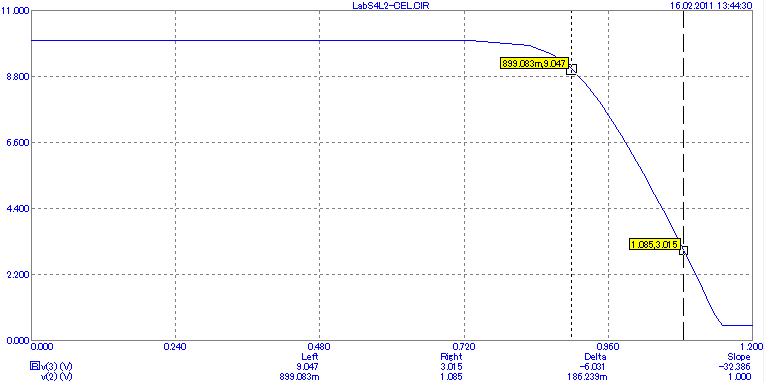 LabS4L2-CEL.CIR 16.02.2011 13:44:30
11.000
899.083m,9.047
8.800
6.600
4.400
1.085,3.015
2.200
0.000
0.000 0.240 0.480 0.720 0.960 1.200
Left Right Delta Slope
v(3) (V) 9.047 3.015 -6.031 -32.386
v(2) (V) 899.083m 1.085 186.239m 1.000